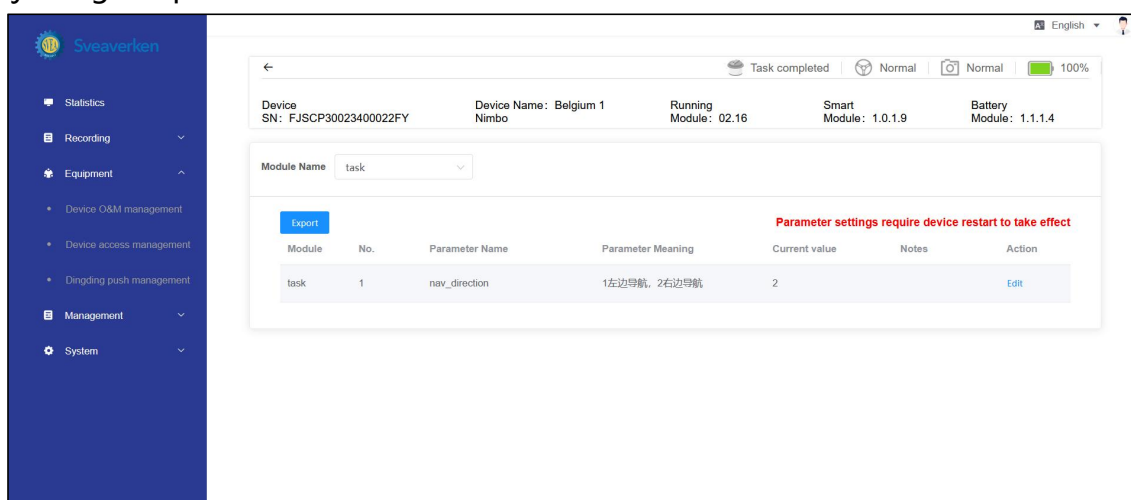 English
Sveaverken
Task completed Normal Normal 100%
Statistics
Recording
Equipment
Device O&M management
Device access management
Dingding push management
Management
System
Device SN: FJSCP30023400022FY
Device Name: Belgium 1 Nimbo
Running Module: 02.16
Smart Module: 1.0.1.9
Battery Module: 1.1.1.4
Module Name task
Export
Parameter settings require device restart to take effect
Module No. Parameter Name Parameter Meaning Current value Notes Action
task 1 nav_direction 1左边导航，2右边导航 2 Edit